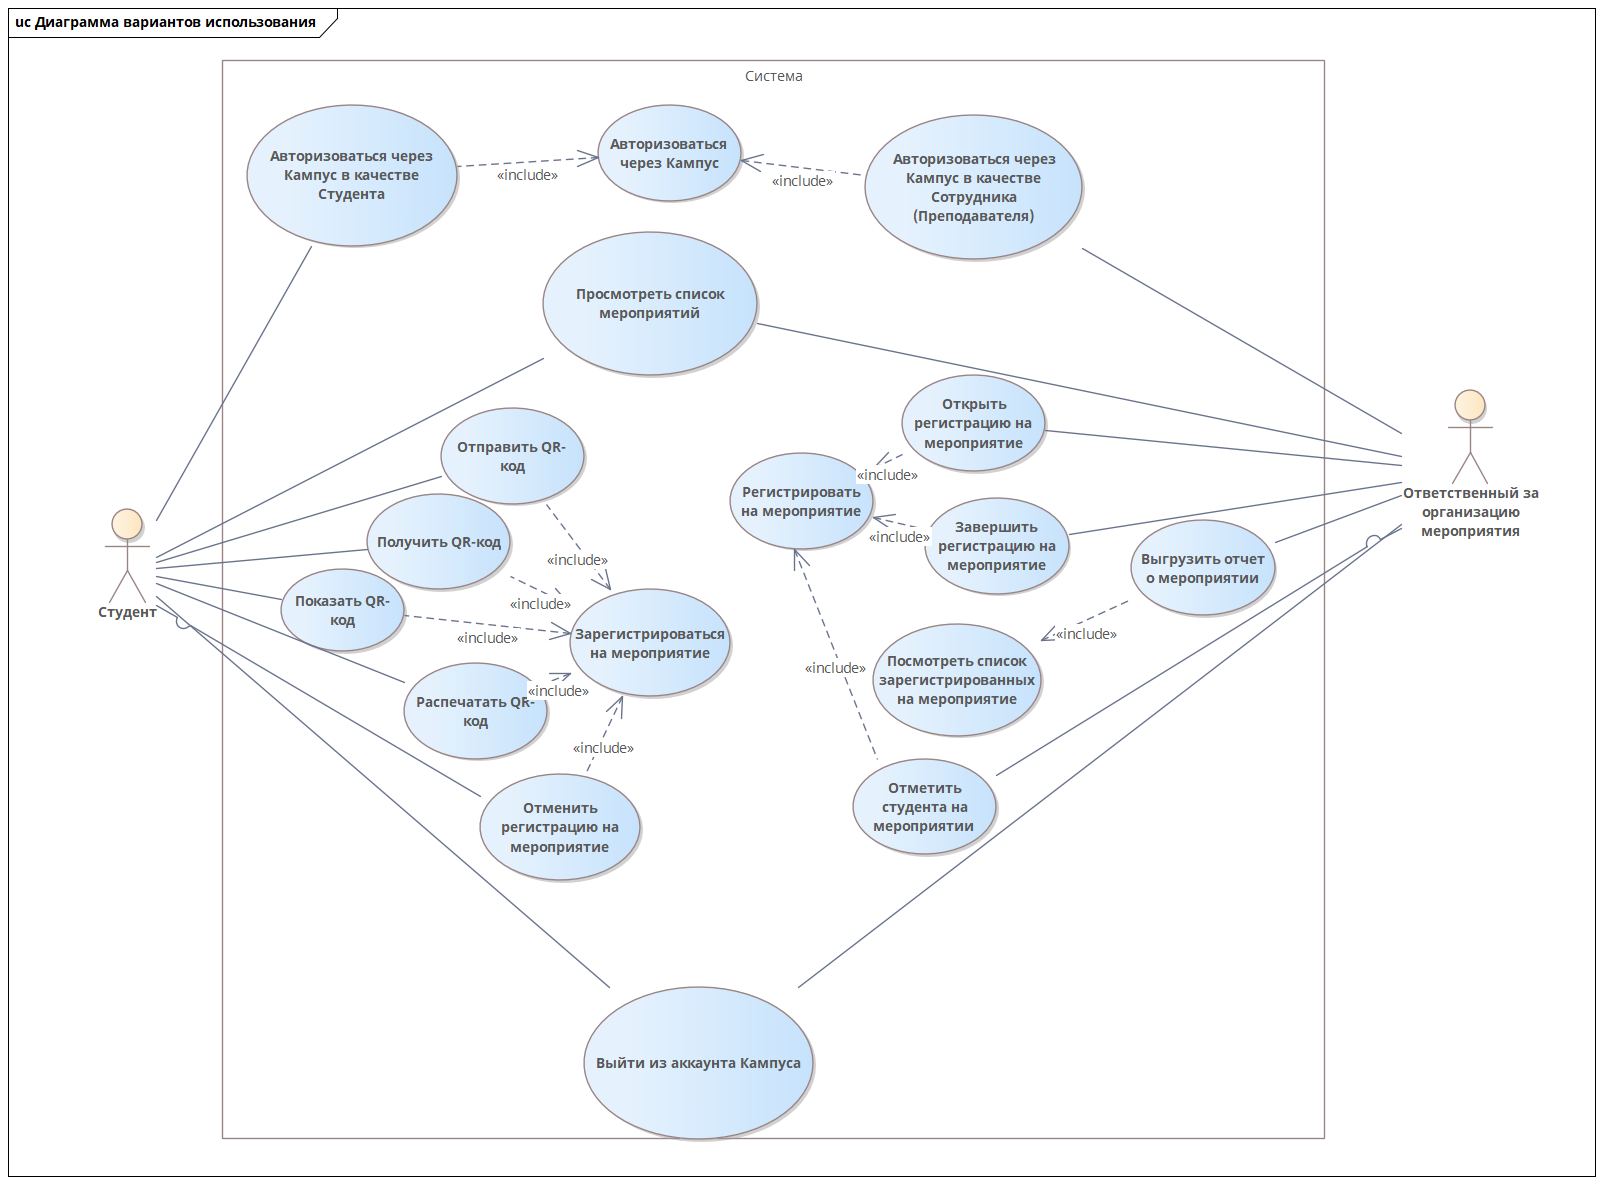 uc Диаграмма вариантов использования
Система
Авторизоваться через
Кампус в качестве
Студента
«include»
Авторизоваться
через Кампус
«include»
Авторизоваться через
Кампус в качестве
Сотрудника
(Преподавателя)
Просмотреть список
мероприятий
Открыть
регистрацию на
мероприятие
Отправить QR-
код
«include»
Регистрировать
на мероприятие
«include»
Завершить
регистрацию на
мероприятие
Ответственный за
организацию
мероприятия
Получить QR-код
«include»
Выгрузить отчет
о мероприятии
Показать QR-
код
«include»
Студент
«include»
Зарегистрироваться
на мероприятие
«include»
Посмотреть список
зарегистрированных
на мероприятие
«include»
Распечатать QR-
код
«include»
«include»
Отменить
регистрацию на
мероприятие
Отметить
студента на
мероприятии
Выйти из аккаунта Кампуса